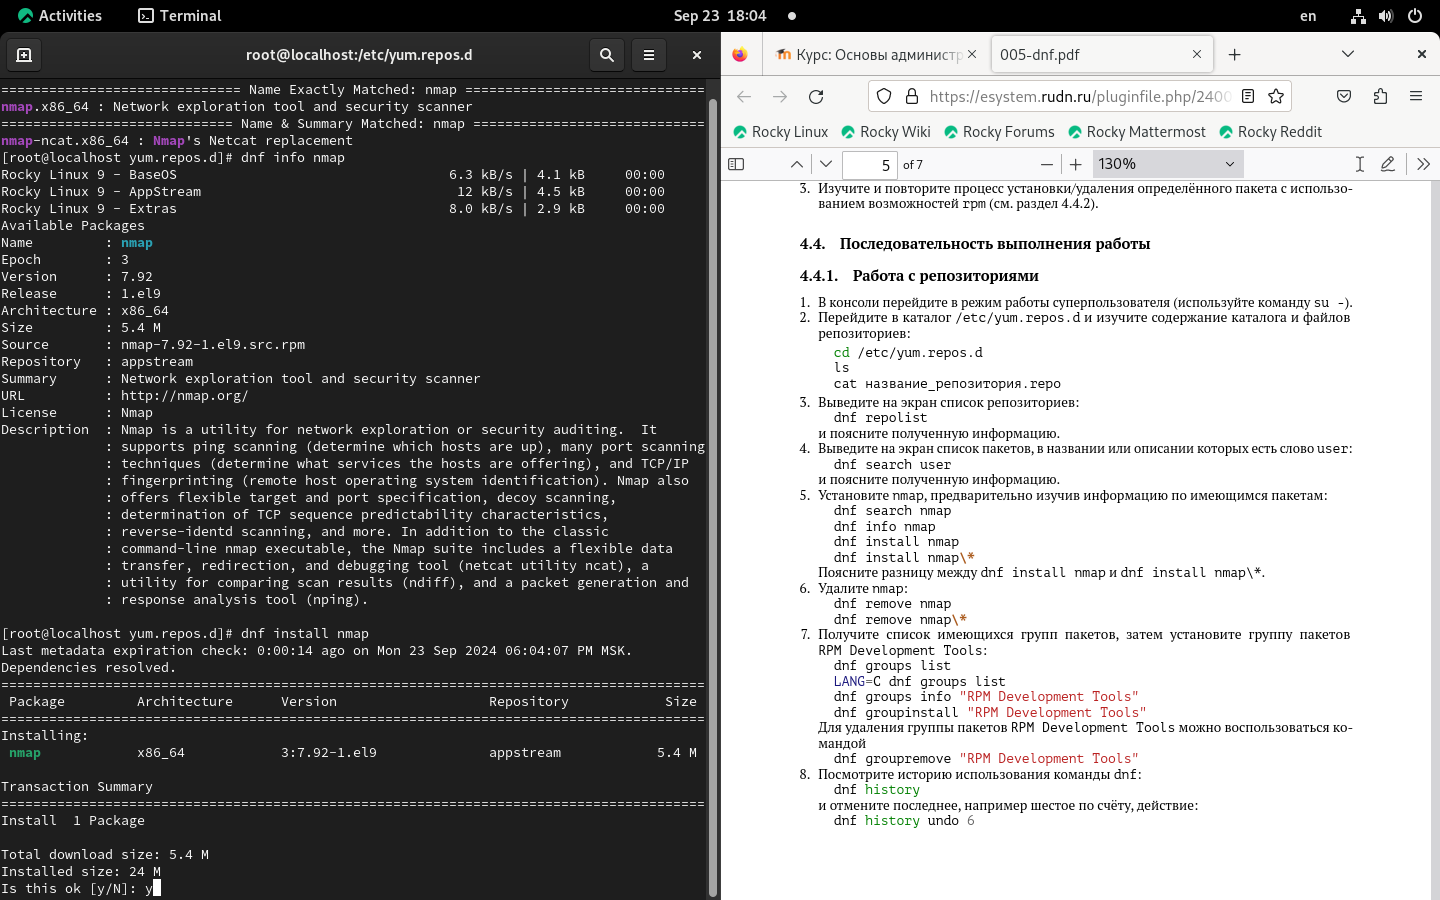 Activities Terminal Sep 23 18:04 en
root@localhost:/etc/yum.repos.d
============================== Name Exactly Matched: nmap ==============================
nmap.x86_64 : Network exploration tool and security scanner
============================= Name & Summary Matched: nmap =============================
nmap-ncat.x86_64 : Nmap's Netcat replacement
[root@localhost yum.repos.d]# dnf info nmap
Rocky Linux 9 - BaseOS 6.3 kB/s | 4.1 kB 00:00
Rocky Linux 9 - AppStream 12 kB/s | 4.5 kB 00:00
Rocky Linux 9 - Extras 8.0 kB/s | 2.9 kB 00:00
Available Packages
Name : nmap
Epoch : 3
Version : 7.92
Release : 1.el9
Architecture : x86_64
Size : 5.4 M
Source : nmap-7.92-1.el9.src.rpm
Repository : appstream
Summary : Network exploration tool and security scanner
URL : http://nmap.org/
License : Nmap
Description : Nmap is a utility for network exploration or security auditing. It
: supports ping scanning (determine which hosts are up), many port scanning
: techniques (determine what services the hosts are offering), and TCP/IP
: fingerprinting (remote host operating system identification). Nmap also
: offers flexible target and port specification, decoy scanning,
: determination of TCP sequence predictability characteristics,
: reverse-identd scanning, and more. In addition to the classic
: command-line nmap executable, the Nmap suite includes a flexible data
: transfer, redirection, and debugging tool (netcat utility ncat), a
: utility for comparing scan results (ndiff), and a packet generation and
: response analysis tool (nping).
[root@localhost yum.repos.d]# dnf install nmap
Last metadata expiration check: 0:00:14 ago on Mon 23 Sep 2024 06:04:07 PM MSK.
Dependencies resolved.
========================================================================================
Package Architecture Version Repository Size
========================================================================================
Installing:
nmap x86_64 3:7.92-1.el9 appstream 5.4 M
Transaction Summary
========================================================================================
Install 1 Package
Total download size: 5.4 M
Installed size: 24 M
Is this ok [y/N]: y
Курс: Основы администр 005-dnf.pdf
https://esystem.rudn.ru/pluginfile.php/2400
Rocky Linux Rocky Wiki Rocky Forums Rocky Mattermost Rocky Reddit
5 of 7 130%
3. Изучите и повторите процесс установки/удаления определённого пакета с использо-
ванием возможностей rpm (см. раздел 4.4.2).
4.4. Последовательность выполнения работы
4.4.1. Работа с репозиториями
1. В консоли перейдите в режим работы суперпользователя (используйте команду su -).
2. Перейдите в каталог /etc/yum.repos.d и изучите содержание каталога и файлов
репозиториев:
cd /etc/yum.repos.d
ls
cat название_репозитория.repo
3. Выведите на экран список репозиториев:
dnf repolist
и поясните полученную информацию.
4. Выведите на экран список пакетов, в названии или описании которых есть слово user:
dnf search user
и поясните полученную информацию.
5. Установите nmap, предварительно изучив информацию по имеющимся пакетам:
dnf search nmap
dnf info nmap
dnf install nmap
dnf install nmap\*
Поясните разницу между dnf install nmap и dnf install nmap\*.
6. Удалите nmap:
dnf remove nmap
dnf remove nmap\*
7. Получите список имеющихся групп пакетов, затем установите группу пакетов
RPM Development Tools:
dnf groups list
LANG=C dnf groups list
dnf groups info "RPM Development Tools"
dnf groupinstall "RPM Development Tools"
Для удаления группы пакетов RPM Development Tools можно воспользоваться ко-
мандой
dnf groupremove "RPM Development Tools"
8. Посмотрите историю использования команды dnf:
dnf history
и отмените последнее, например шестое по счёту, действие:
dnf history undo 6